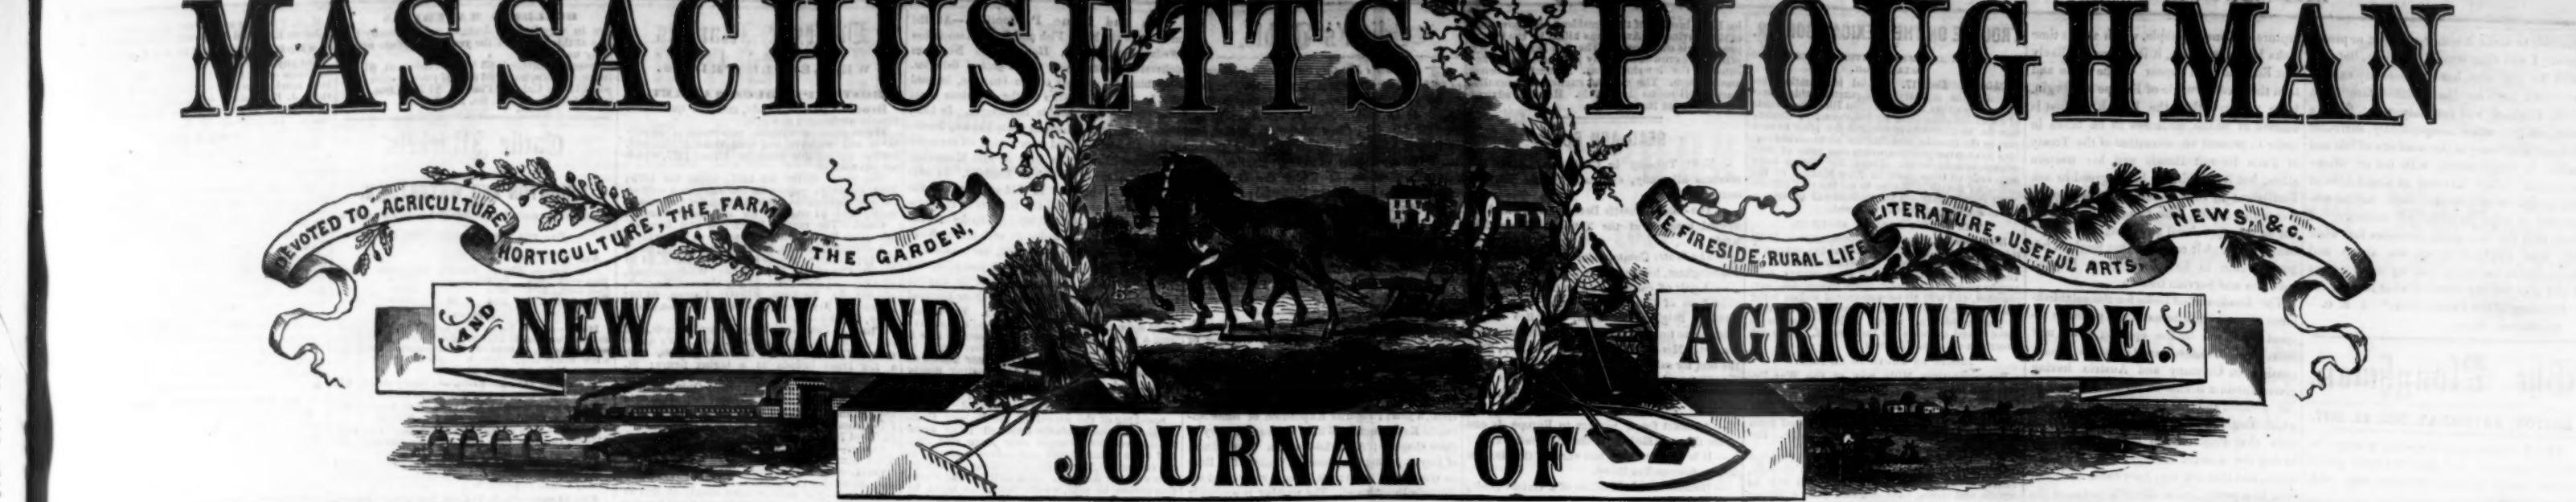 MASSACHUSETTS PLOUGHMAN
DEVOTED TO AGRICULTURE, HORTICULTURE, THE FARM, THE GARDEN,
THE FIRESIDE, RURAL LIFE, LITERATURE, USEFUL ARTS, NEWS, &c.
AND NEW ENGLAND
JOURNAL OF
AGRICULTURE.